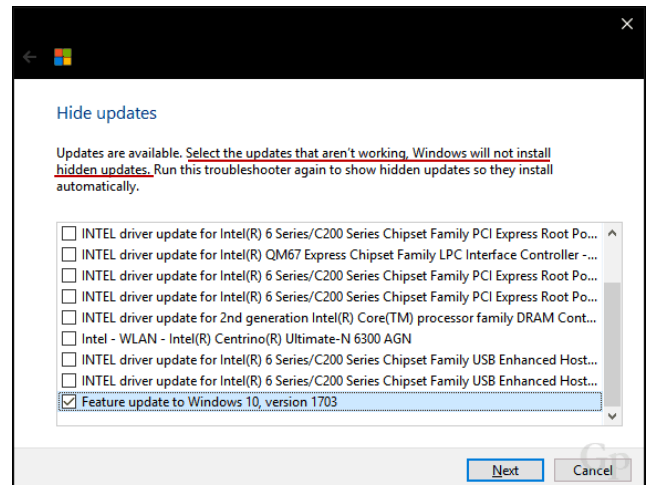 Hide updates
Updates are available. Select the updates that aren't working, Windows will not install
hidden updates. Run this troubleshooter again to show hidden updates so they install
automatically.
INTEL driver update for Intel(R) 6 Series/C200 Series Chipset Family PCI Express Root Po...
INTEL driver update for Intel(R) QM67 Express Chipset Family LPC Interface Controller -...
INTEL driver update for Intel(R) 6 Series/C200 Series Chipset Family PCI Express Root Po...
INTEL driver update for Intel(R) 6 Series/C200 Series Chipset Family PCI Express Root Po...
INTEL driver update for 2nd generation Intel(R) Core(TM) processor family DRAM Cont...
Intel - WLAN - Intel(R) Centrino(R) Ultimate-N 6300 AGN
INTEL driver update for Intel(R) 6 Series/C200 Series Chipset Family USB Enhanced Host...
INTEL driver update for Intel(R) 6 Series/C200 Series Chipset Family USB Enhanced Host...
Feature update to Windows 10, version 1703
Next
Cancel
Gp